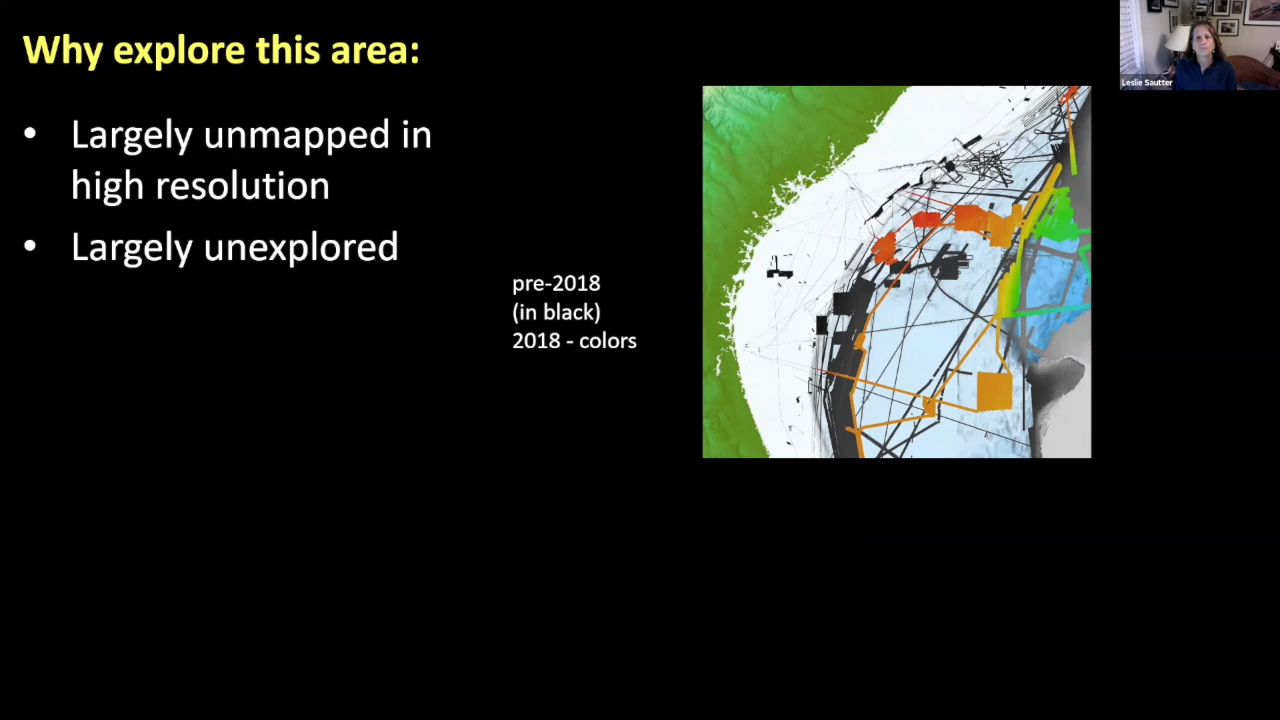 Why explore this area:
• Largely unmapped in
high resolution
• Largely unexplored
pre-2018
(in black)
2018 - colors
Leslie Sautter